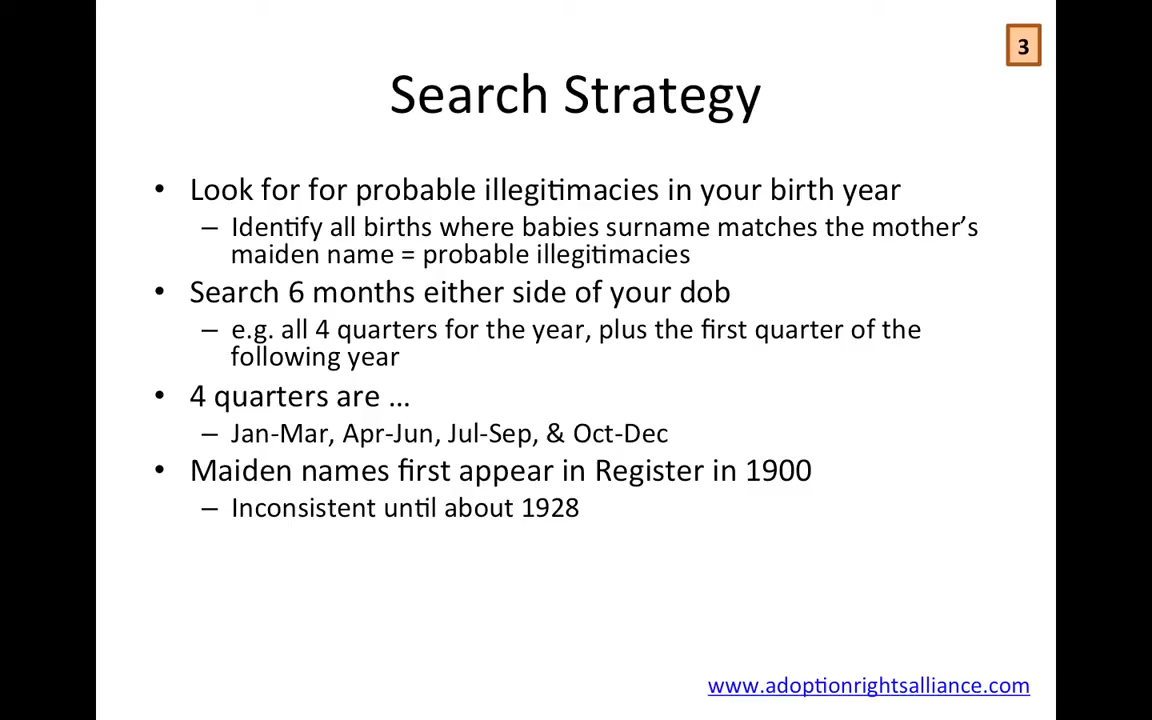 3
Search Strategy
• Look for for probable illegitimacies in your birth year
– Identify all births where babies surname matches the mother’s
maiden name = probable illegitimacies
• Search 6 months either side of your dob
– e.g. all 4 quarters for the year, plus the first quarter of the
following year
• 4 quarters are …
– Jan-Mar, Apr-Jun, Jul-Sep, & Oct-Dec
• Maiden names first appear in Register in 1900
– Inconsistent until about 1928
www.adoptionrightsalliance.com